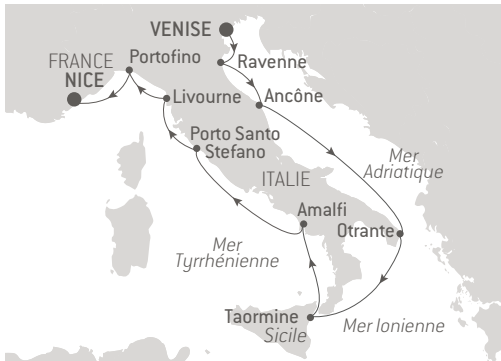 VENISE
FRANCE
Portofino
NICE
Ravenne
Livourne
Ancône
Porto Santo
Stefano
Mer
Adriatique
ITALIE
Amalfi
Otrante
Mer
Tyrrhénienne
Taormine
Sicile
Mer Ionienne